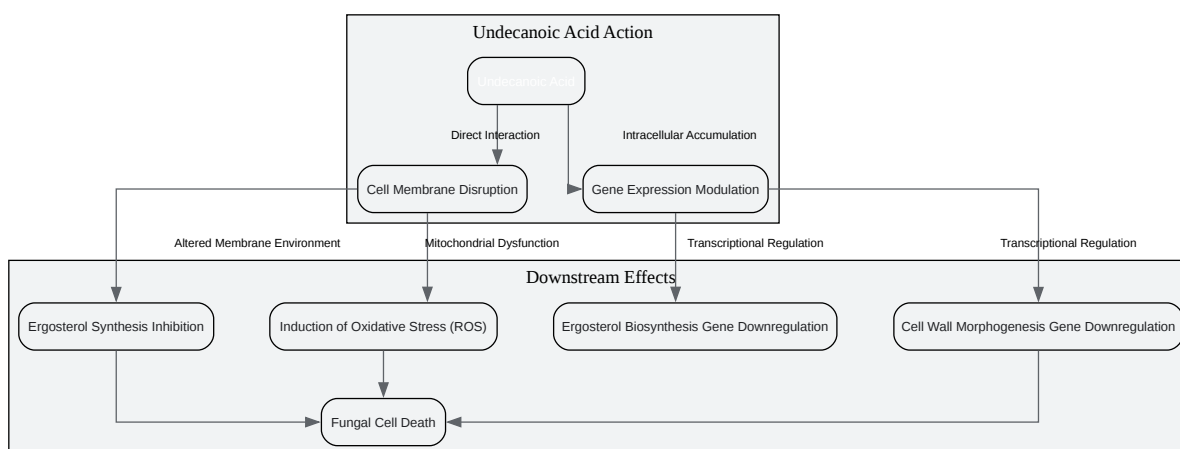 Undecanoic Acid Action
Undecanoic Acid
Direct Interaction
Intracellular Accumulation
Cell Membrane Disruption
Gene Expression Modulation
Altered Membrane Environment
Mitochondrial Dysfunction
Transcriptional Regulation
Transcriptional Regulation
Downstream Effects
Ergosterol Synthesis Inhibition
Induction of Oxidative Stress (ROS)
Ergosterol Biosynthesis Gene Downregulation
Cell Wall Morphogenesis Gene Downregulation
Fungal Cell Death